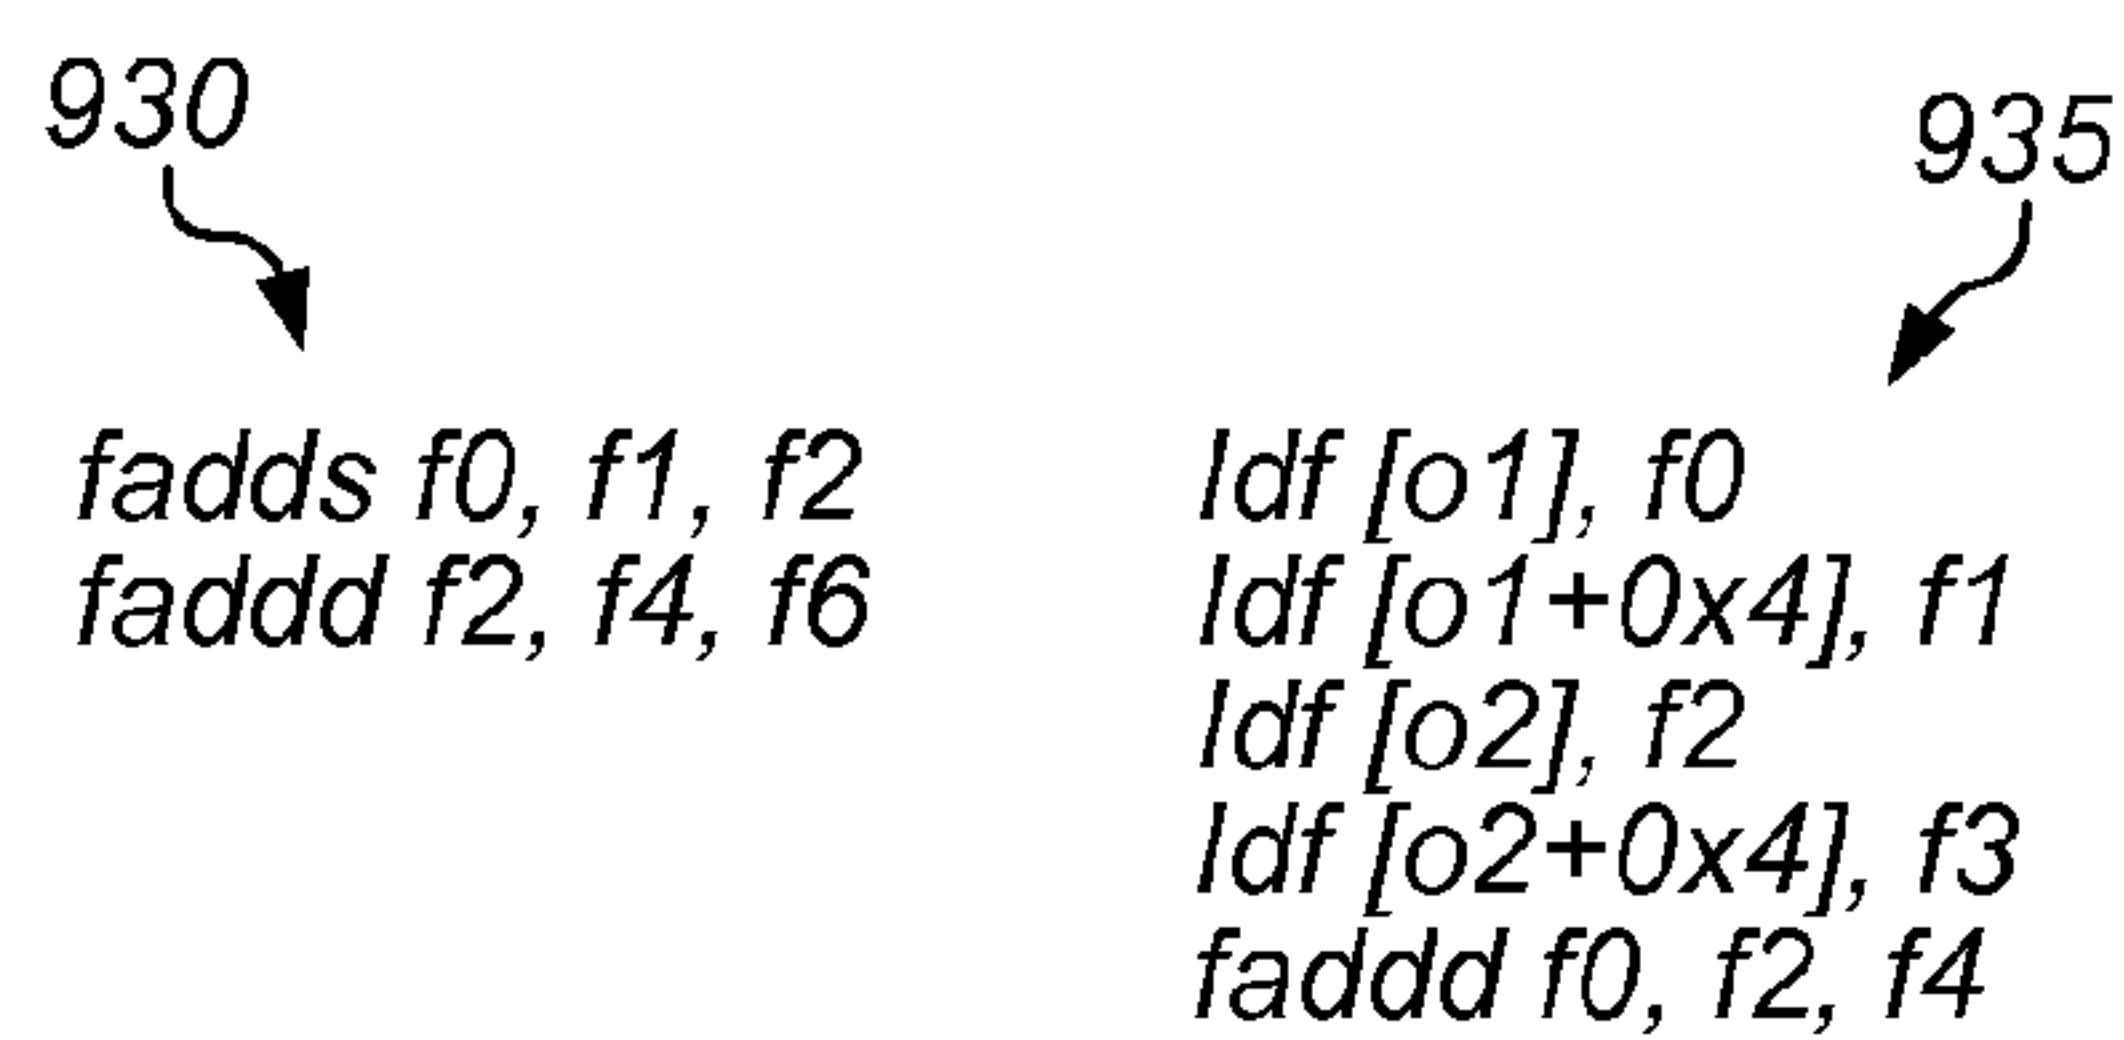 930
fadds f0, f1, f2
faddd f2, f4, f6
935
ldf [o1], f0
ldf [o1+0x4], f1
ldf [o2], f2
ldf [o2+0x4], f3
faddd f0, f2, f4